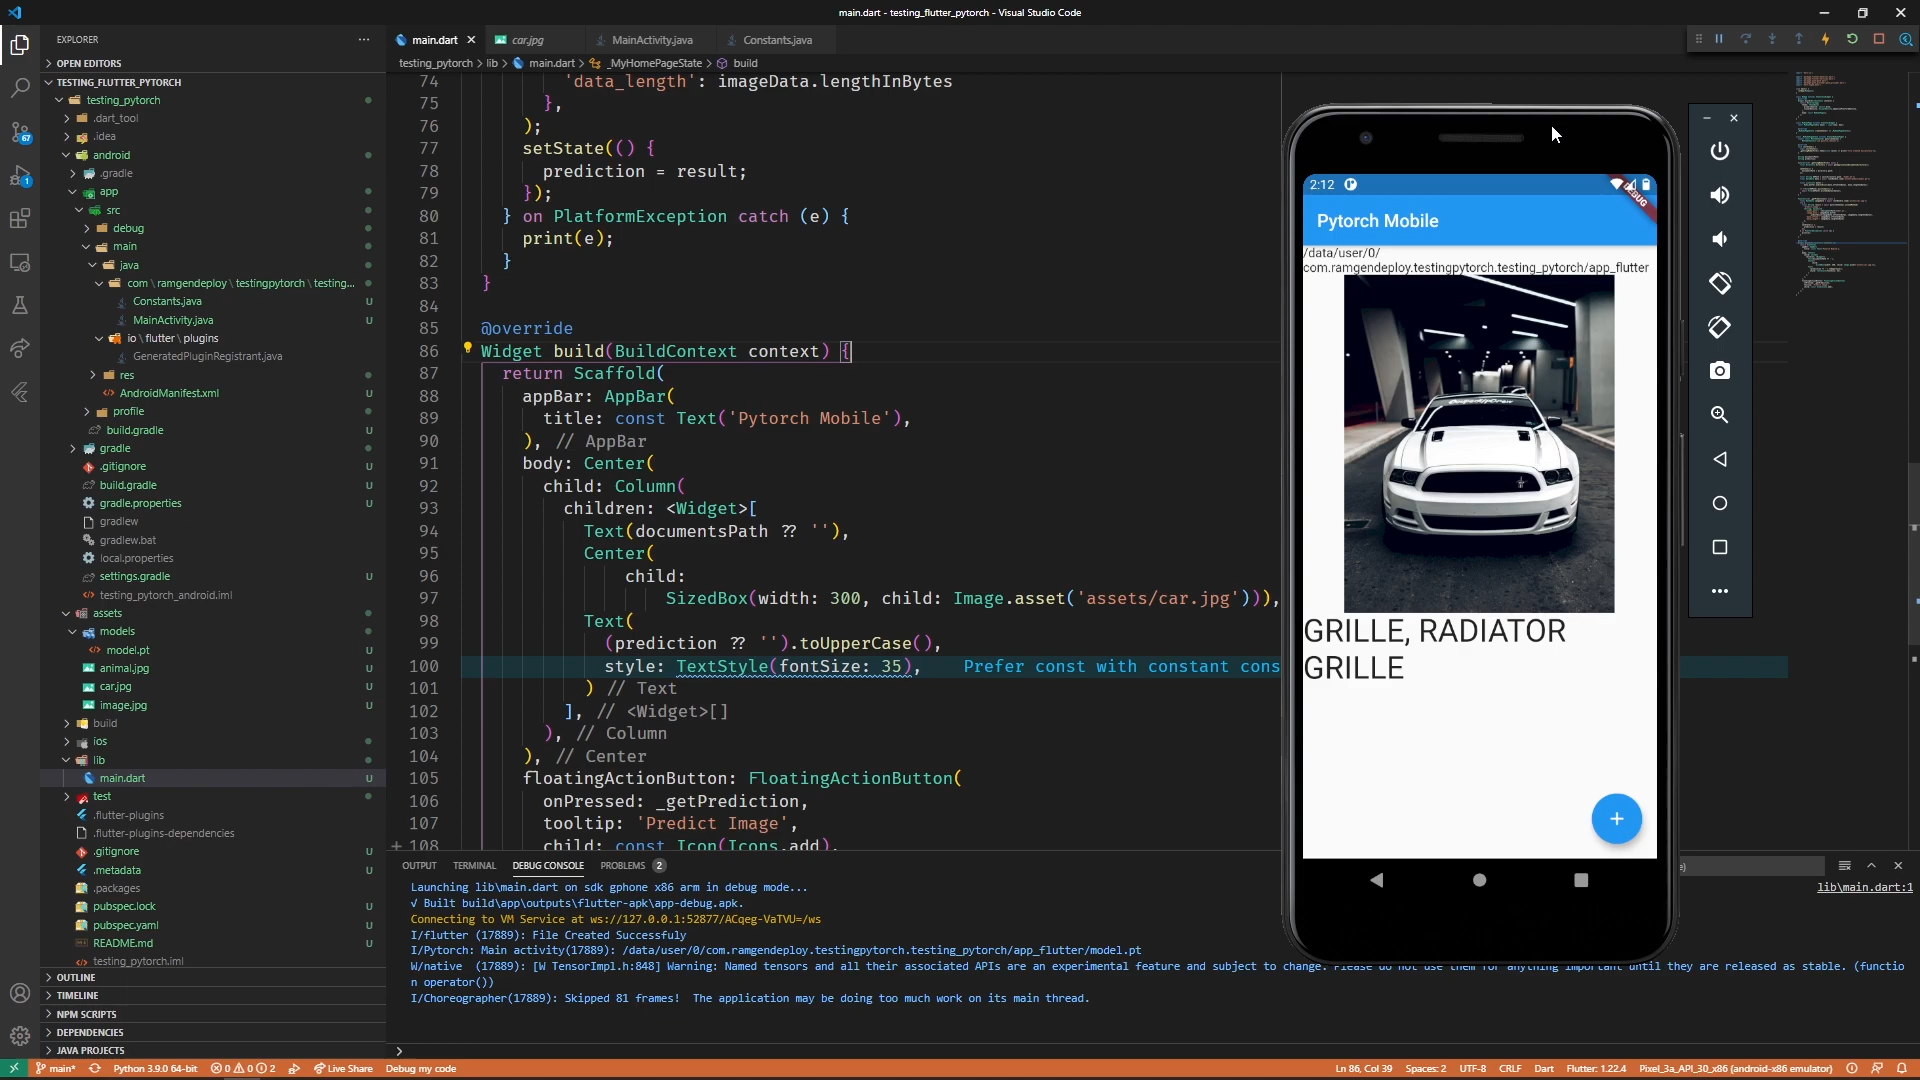 main.dart - testing_flutter_pytorch - Visual Studio Code
EXPLORER
main.dart
car.jpg
MainActivity.java
Constants.java
OPEN EDITORS
testing_pytorch > lib > main.dart > _MyHomePageState > build
TESTING_FLUTTER_PYTORCH
testing_pytorch
.dart_tool
.idea
android
.gradle
app
src
debug
main
java
com \ ramgendeploy \ testingpytorch \ testing...
Constants.java U
MainActivity.java U
io \ flutter \ plugins
GeneratedPluginRegistrant.java
res
AndroidManifest.xml U
profile
build.gradle U
gradle
.gitignore U
build.gradle U
gradle.properties U
gradlew
gradlew.bat
local.properties
settings.gradle U
testing_pytorch_android.iml
assets
models
model.pt U
animal.jpg U
car.jpg U
image.jpg U
build
ios
lib
main.dart U
test
.flutter-plugins
.flutter-plugins-dependencies
.gitignore U
.metadata U
.packages
pubspec.lock U
pubspec.yaml U
README.md U
testing_pytorch.iml
OUTLINE
TIMELINE
NPM SCRIPTS
DEPENDENCIES
JAVA PROJECTS
67
1
74 'data_length': imageData.lengthInBytes
75 },
76 );
77 setState(() {
78 prediction = result;
79 });
80 } on PlatformException catch (e) {
81 print(e);
82 }
83 }
84
85 @override
86 Widget build(BuildContext context) {
87 return Scaffold(
88 appBar: AppBar(
89 title: const Text('Pytorch Mobile'),
90 ), // AppBar
91 body: Center(
92 child: Column(
93 children: <Widget>[
94 Text(documentsPath ?? ''),
95 Center(
96 child:
97 SizedBox(width: 300, child: Image.asset('assets/car.jpg'))),
98 Text(
99 (prediction ?? '').toUpperCase(),
100 style: TextStyle(fontSize: 35), Prefer const with constant cons
101 ) // Text
102 ], // <Widget>[]
103 ), // Column
104 ), // Center
105 floatingActionButton: FloatingActionButton(
106 onPressed: _getPrediction,
107 tooltip: 'Predict Image',
108 child: const Icon(Icons.add),
2:12
DEBUG
Pytorch Mobile
/data/user/0/
com.ramgendeploy.testingpytorch.testing_pytorch/app_flutter
GRILLE, RADIATOR
GRILLE
+
OUTPUT TERMINAL DEBUG CONSOLE PROBLEMS 2
lib\main.dart:1
Launching lib\main.dart on sdk gphone x86 arm in debug mode...
√ Built build\app\outputs\flutter-apk\app-debug.apk.
Connecting to VM Service at ws://127.0.0.1:52877/ACqeg-VaTVU=/ws
I/flutter (17889): File Created Successfuly
I/Pytorch: Main activity(17889): /data/user/0/com.ramgendeploy.testingpytorch.testing_pytorch/app_flutter/model.pt
W/native (17889): [W TensorImpl.h:848] Warning: Named tensors and all their associated APIs are an experimental feature and subject to change. Please do not use them for anything important until they are released as stable. (functio
n operator())
I/Choreographer(17889): Skipped 81 frames! The application may be doing too much work on its main thread.
main* Python 3.9.0 64-bit 0 0 2 Live Share Debug my code
Ln 86, Col 39 Spaces: 2 UTF-8 CRLF Dart Flutter: 1.22.4 Pixel_3a_API_30_x86 (android-x86 emulator)